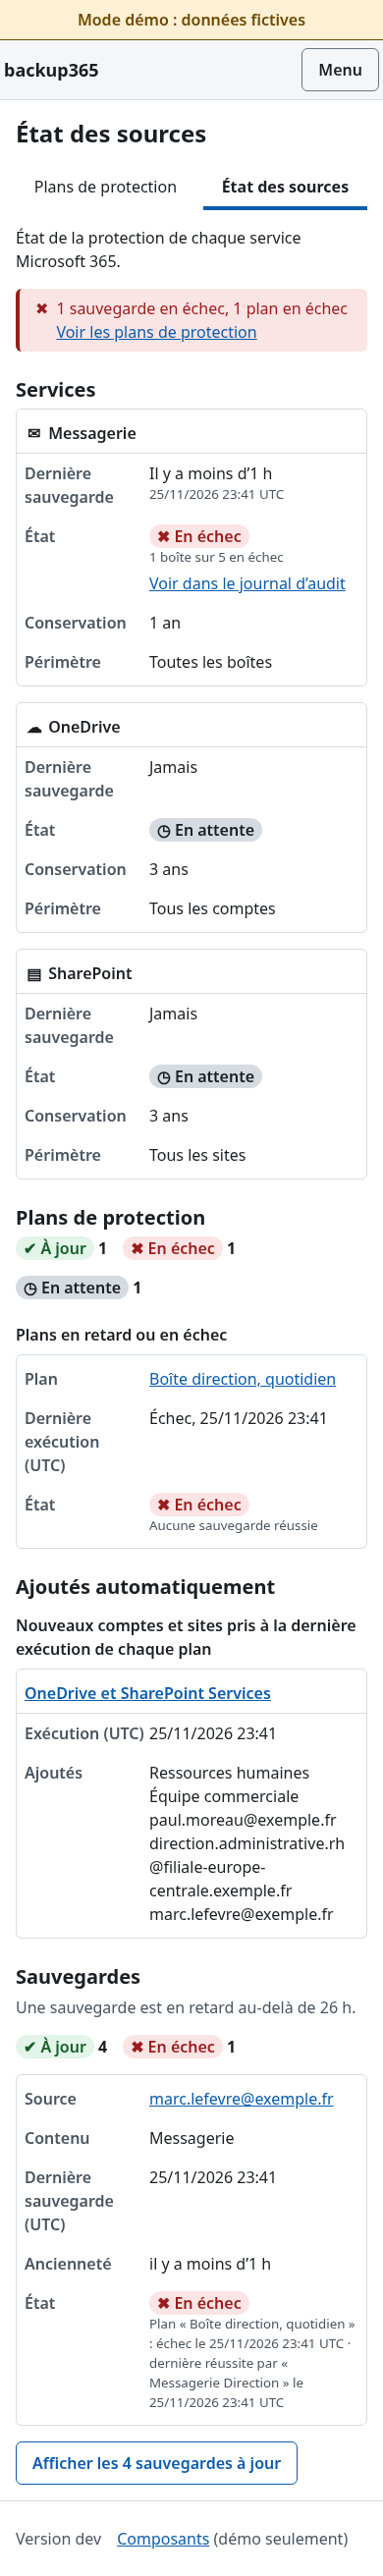 Mode démo : données fictives
backup365
Menu
État des sources
Plans de protection
État des sources
État de la protection de chaque service
Microsoft 365.
✖ 1 sauvegarde en échec, 1 plan en échec
Voir les plans de protection
Services
✉ Messagerie
Dernière
sauvegarde
Il y a moins d’1 h
25/11/2026 23:41 UTC
État
✖ En échec
1 boîte sur 5 en échec
Voir dans le journal d’audit
Conservation
1 an
Périmètre
Toutes les boîtes
☁ OneDrive
Dernière
sauvegarde
Jamais
État
◷ En attente
Conservation
3 ans
Périmètre
Tous les comptes
▤ SharePoint
Dernière
sauvegarde
Jamais
État
◷ En attente
Conservation
3 ans
Périmètre
Tous les sites
Plans de protection
✔ À jour 1 ✖ En échec 1
◷ En attente 1
Plans en retard ou en échec
Plan
Boîte direction, quotidien
Dernière
exécution
(UTC)
Échec, 25/11/2026 23:41
État
✖ En échec
Aucune sauvegarde réussie
Ajoutés automatiquement
Nouveaux comptes et sites pris à la dernière
exécution de chaque plan
OneDrive et SharePoint Services
Exécution (UTC) 25/11/2026 23:41
Ajoutés
Ressources humaines
Équipe commerciale
paul.moreau@exemple.fr
direction.administrative.rh
@filiale-europe-
centrale.exemple.fr
marc.lefevre@exemple.fr
Sauvegardes
Une sauvegarde est en retard au-delà de 26 h.
✔ À jour 4 ✖ En échec 1
Source
marc.lefevre@exemple.fr
Contenu
Messagerie
Dernière
sauvegarde
(UTC)
25/11/2026 23:41
Ancienneté
il y a moins d’1 h
État
✖ En échec
Plan « Boîte direction, quotidien »
: échec le 25/11/2026 23:41 UTC ·
dernière réussite par «
Messagerie Direction » le
25/11/2026 23:41 UTC
Afficher les 4 sauvegardes à jour
Version dev Composants (démo seulement)